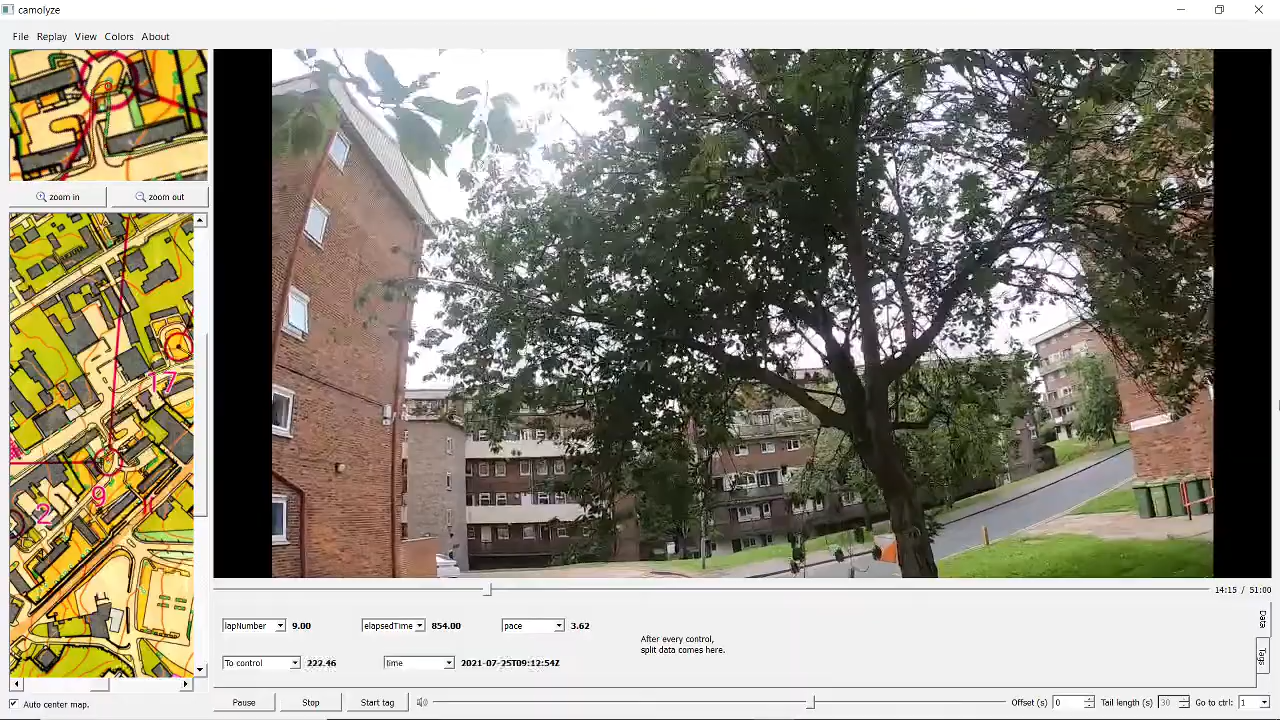 camolyze
File Replay View Colors About
zoom in zoom out
17
9
2
14:15 / 51:00
lapNumber 9.00 elapsedTime 854.00 pace 3.62
After every control,
split data comes here.
To control 222.46 time 2021-07-25T09:12:54Z
Data
Tags
Auto center map.
Pause Stop Start tag Offset (s) 0 Tail length (s) 30 Go to ctrl: 1